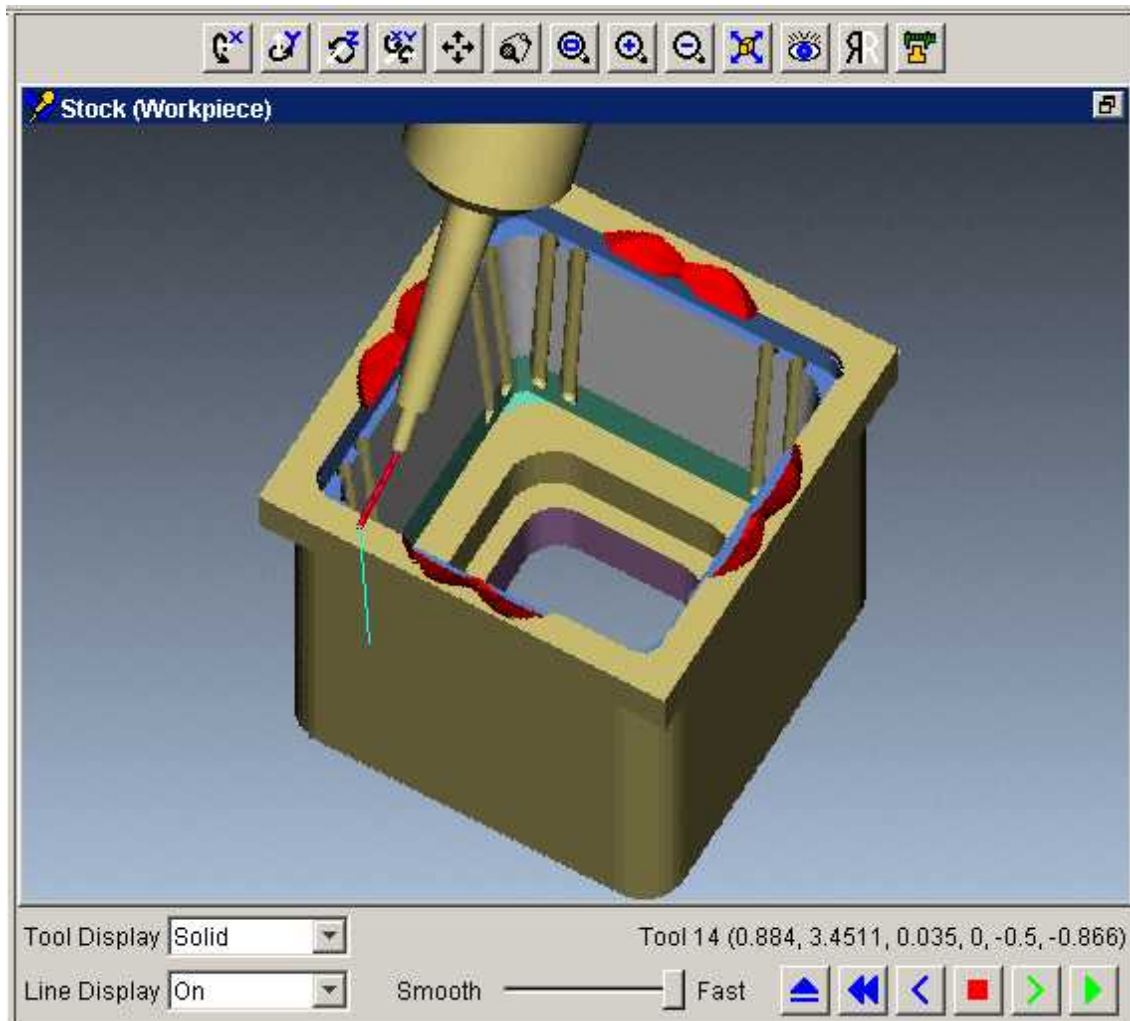 Stock (Workpiece)
Tool Display Solid
Tool 14 (0.884, 3.4511, 0.035, 0, -0.5, -0.866)
Line Display On
Smooth
Fast